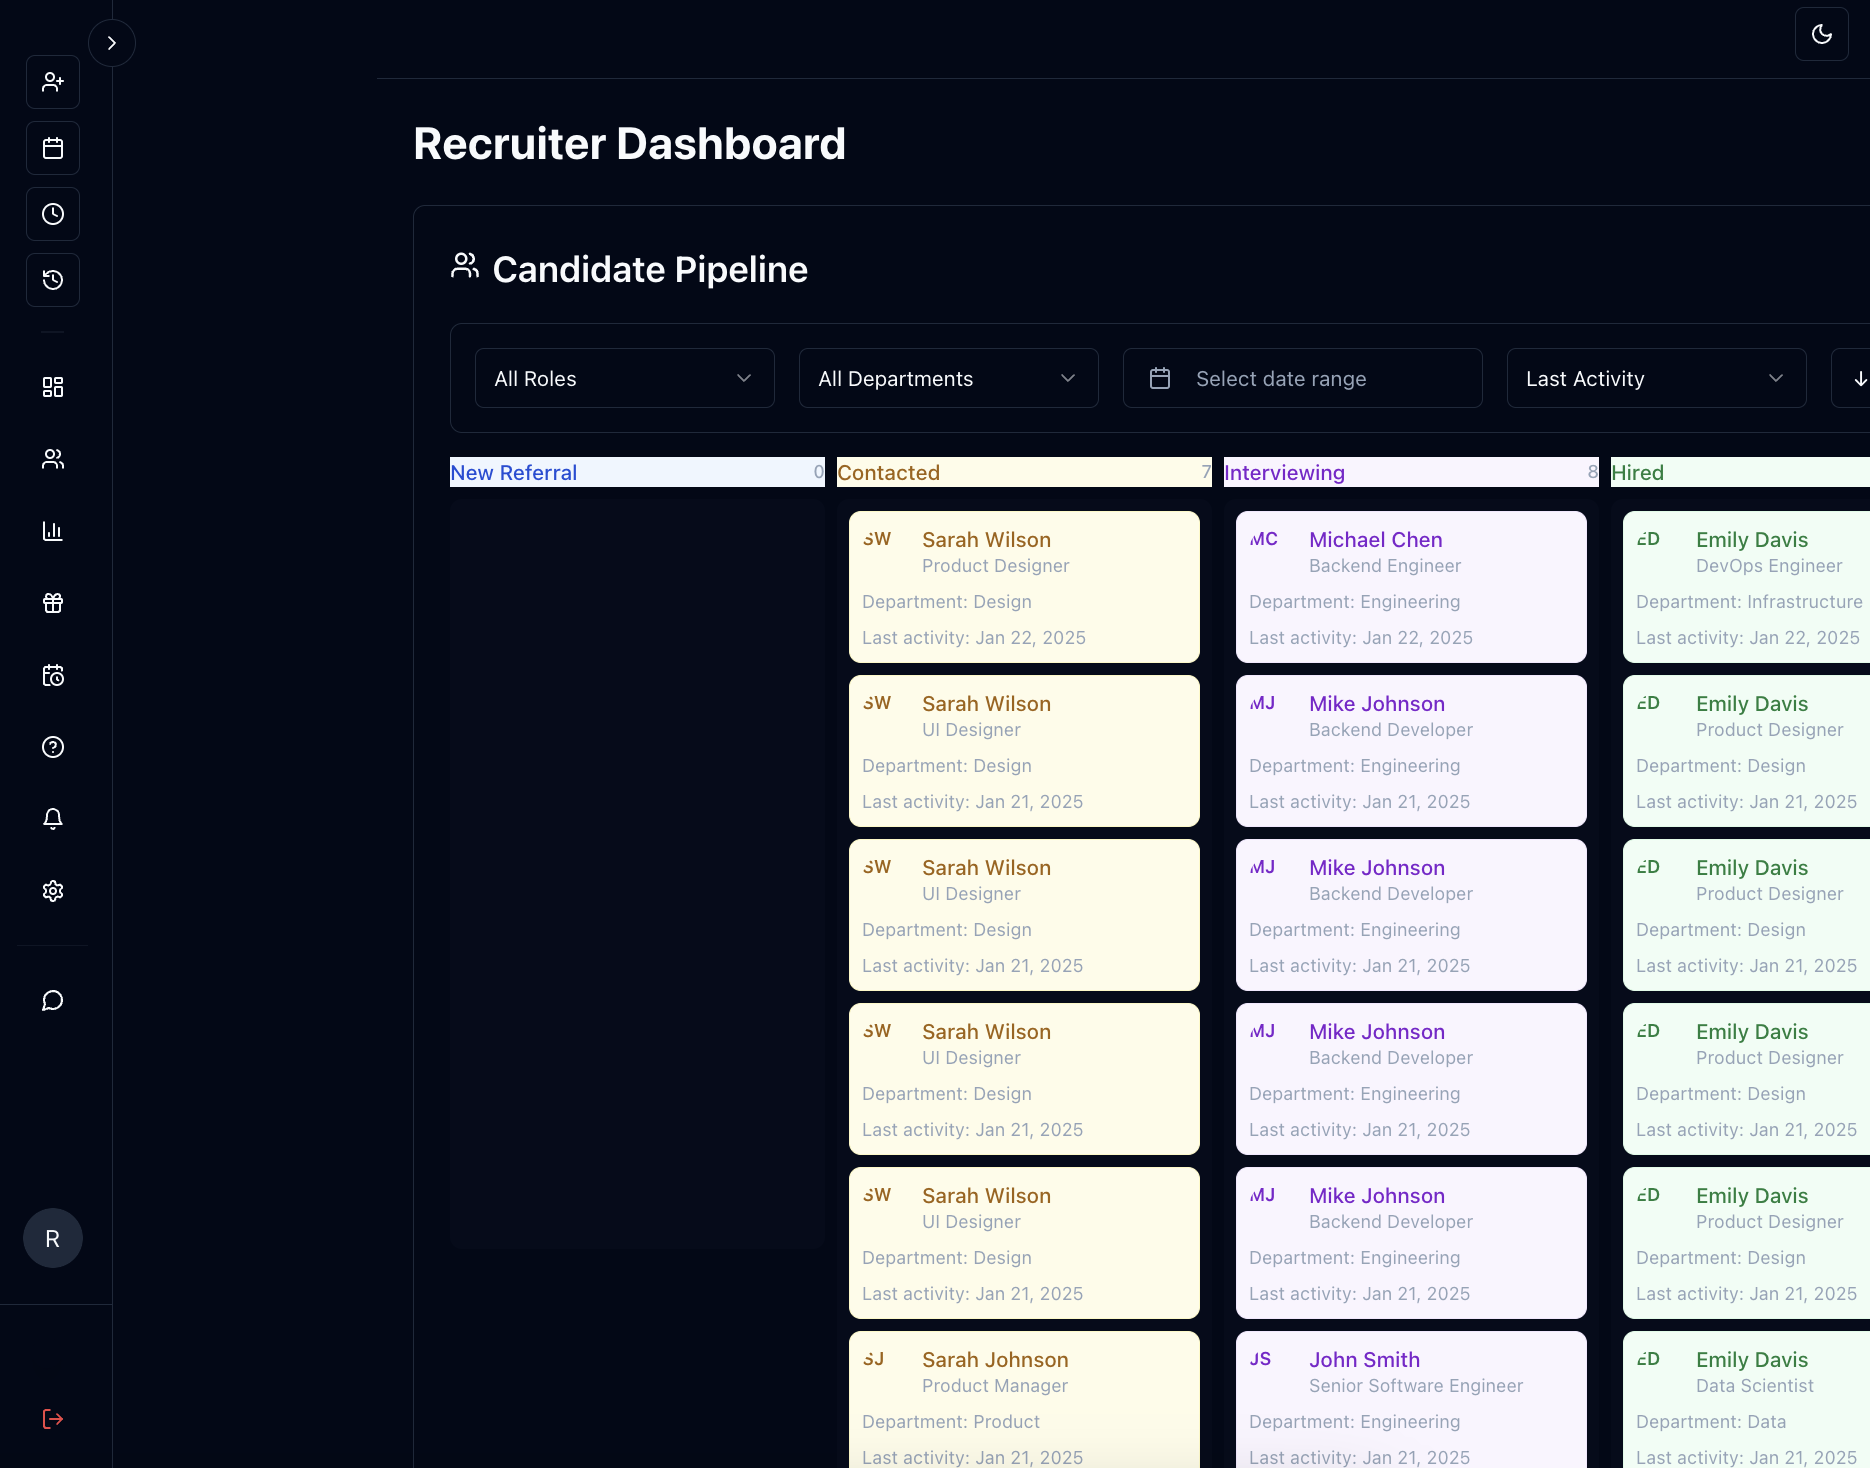 Recruiter Dashboard
Candidate Pipeline
All Roles
All Departments
Select date range
Last Activity
New Referral 0
Contacted 7
SW Sarah Wilson
Product Designer
Department: Design
Last activity: Jan 22, 2025
SW Sarah Wilson
UI Designer
Department: Design
Last activity: Jan 21, 2025
SW Sarah Wilson
UI Designer
Department: Design
Last activity: Jan 21, 2025
SW Sarah Wilson
UI Designer
Department: Design
Last activity: Jan 21, 2025
SW Sarah Wilson
UI Designer
Department: Design
Last activity: Jan 21, 2025
SJ Sarah Johnson
Product Manager
Department: Product
Last activity: Jan 21, 2025
Interviewing 8
MC Michael Chen
Backend Engineer
Department: Engineering
Last activity: Jan 22, 2025
MJ Mike Johnson
Backend Developer
Department: Engineering
Last activity: Jan 21, 2025
MJ Mike Johnson
Backend Developer
Department: Engineering
Last activity: Jan 21, 2025
MJ Mike Johnson
Backend Developer
Department: Engineering
Last activity: Jan 21, 2025
MJ Mike Johnson
Backend Developer
Department: Engineering
Last activity: Jan 21, 2025
JS John Smith
Senior Software Engineer
Department: Engineering
Last activity: Jan 21, 2025
Hired
ED Emily Davis
DevOps Engineer
Department: Infrastructure
Last activity: Jan 22, 2025
ED Emily Davis
Product Designer
Department: Design
Last activity: Jan 21, 2025
ED Emily Davis
Product Designer
Department: Design
Last activity: Jan 21, 2025
ED Emily Davis
Product Designer
Department: Design
Last activity: Jan 21, 2025
ED Emily Davis
Product Designer
Department: Design
Last activity: Jan 21, 2025
ED Emily Davis
Data Scientist
Department: Data
Last activity: Jan 21, 2025
R